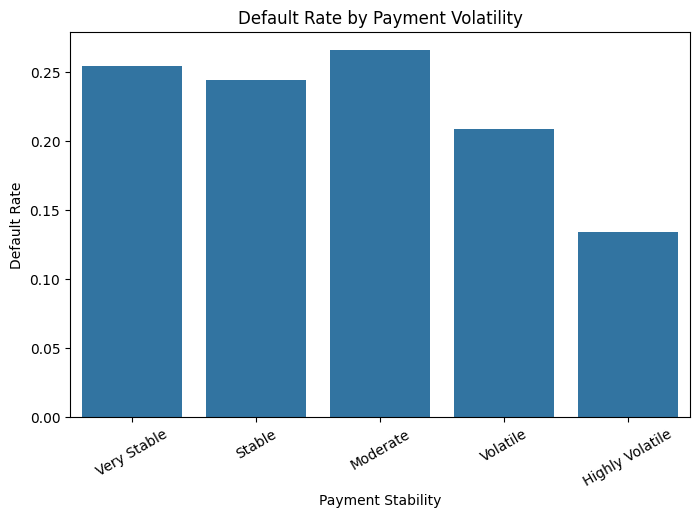 Default Rate by Payment Volatility
Default Rate
0.25
0.20
0.15
0.10
0.05
0.00
Very Stable
Stable
Moderate
Volatile
Highly Volatile
Payment Stability